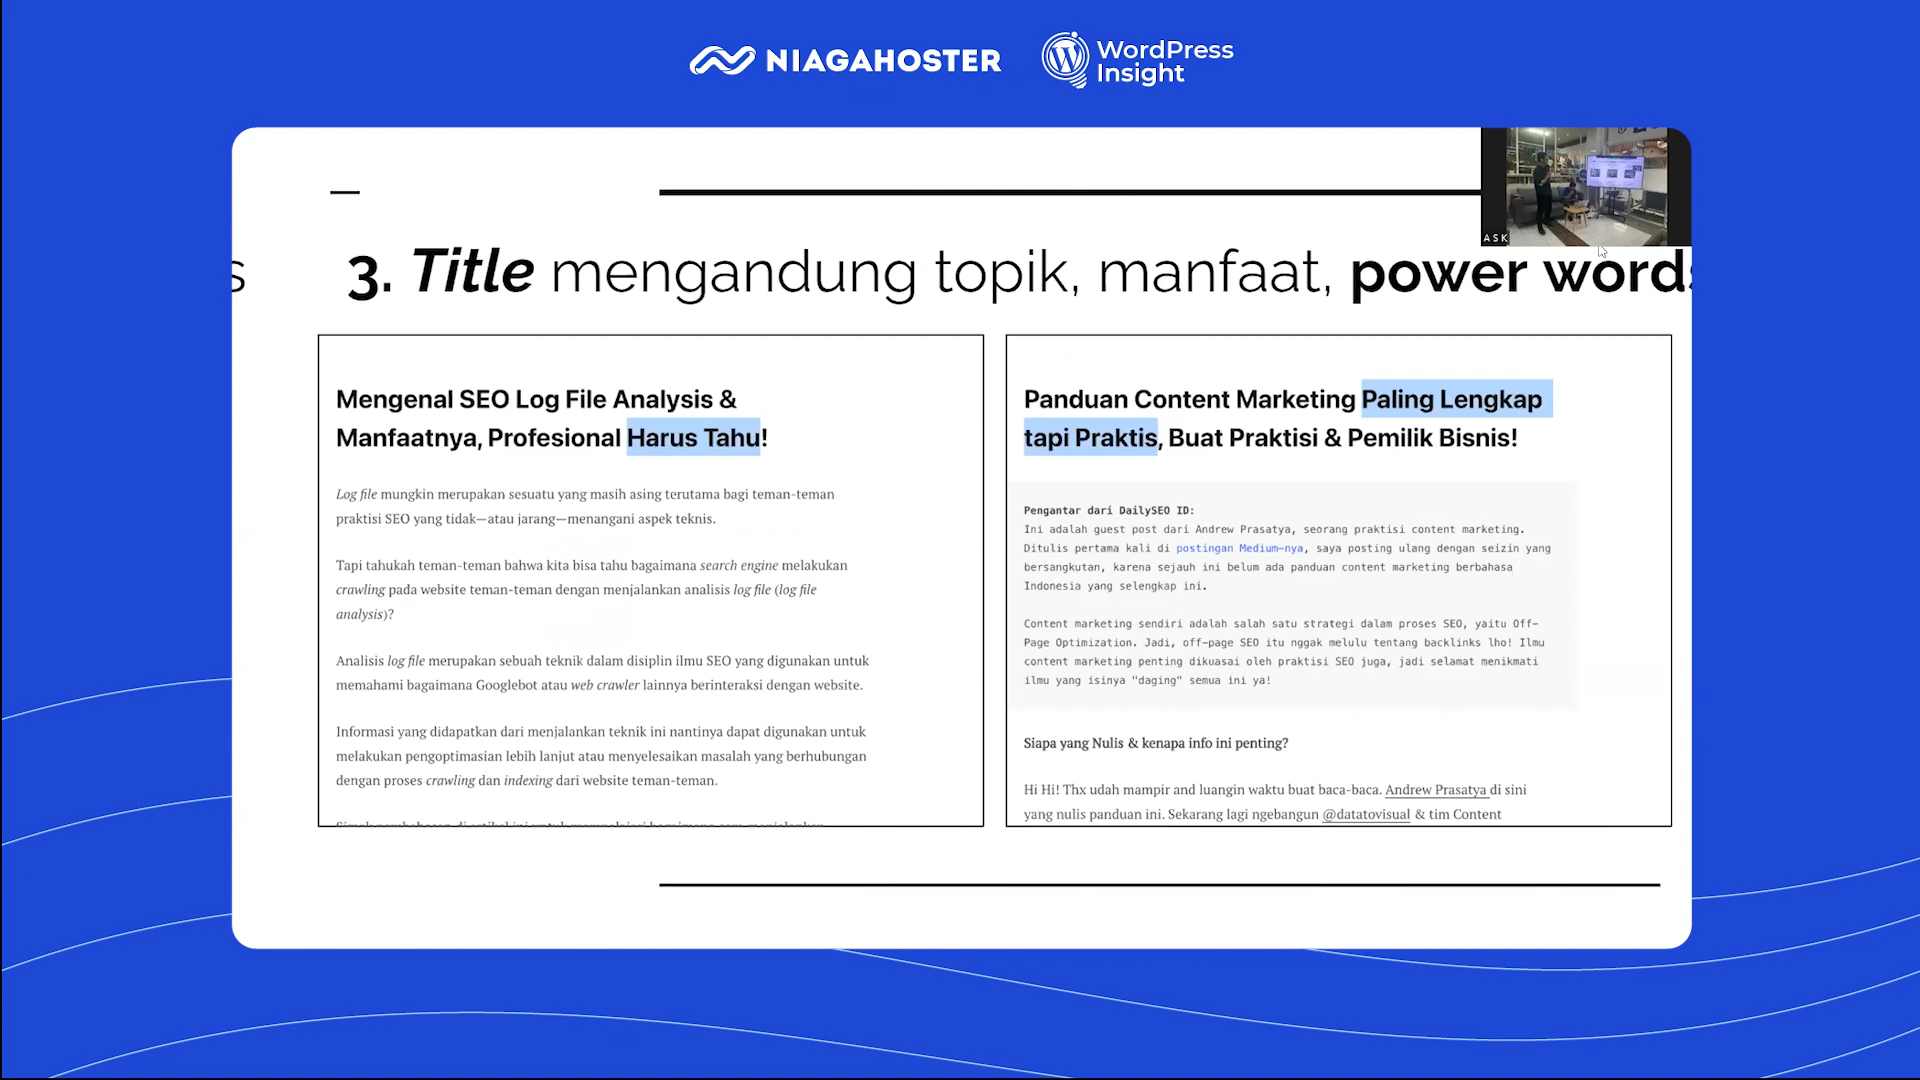 NIAGAHOSTER
WordPress
Insight
ASK
s
3. Title mengandung topik, manfaat, power words
Mengenal SEO Log File Analysis &
Manfaatnya, Profesional Harus Tahu!
Log file mungkin merupakan sesuatu yang masih asing terutama bagi teman-teman
praktisi SEO yang tidak—atau jarang—menangani aspek teknis.
Tapi tahukah teman-teman bahwa kita bisa tahu bagaimana search engine melakukan
crawling pada website teman-teman dengan menjalankan analisis log file (log file
analysis)?
Analisis log file merupakan sebuah teknik dalam disiplin ilmu SEO yang digunakan untuk
memahami bagaimana Googlebot atau web crawler lainnya berinteraksi dengan website.
Informasi yang didapatkan dari menjalankan teknik ini nantinya dapat digunakan untuk
melakukan pengoptimasian lebih lanjut atau menyelesaikan masalah yang berhubungan
dengan proses crawling dan indexing dari website teman-teman.
Panduan Content Marketing Paling Lengkap
tapi Praktis, Buat Praktisi & Pemilik Bisnis!
Pengantar dari DailySEO ID:
Ini adalah guest post dari Andrew Prasatya, seorang praktisi content marketing.
Ditulis pertama kali di postingan Medium-nya, saya posting ulang dengan seizin yang
bersangkutan, karena sejauh ini belum ada panduan content marketing berbahasa
Indonesia yang selengkap ini.
Content marketing sendiri adalah salah satu strategi dalam proses SEO, yaitu Off-
Page Optimization. Jadi, off-page SEO itu nggak melulu tentang backlinks lho! Ilmu
content marketing penting dikuasai oleh praktisi SEO juga, jadi selamat menikmati
ilmu yang isinya "daging" semua ini ya!
Siapa yang Nulis & kenapa info ini penting?
Hi Hi! Thx udah mampir and luangin waktu buat baca-baca. Andrew Prasatya di sini
yang nulis panduan ini. Sekarang lagi ngebangun @datatovisual & tim Content